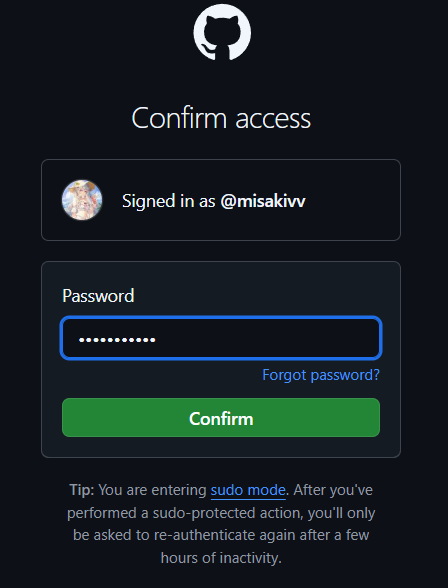 Confirm access
Signed in as @misakivv
Password
•••••••••••
Forgot password?
Confirm
Tip: You are entering sudo mode. After you've
performed a sudo-protected action, you'll only
be asked to re-authenticate again after a few
hours of inactivity.